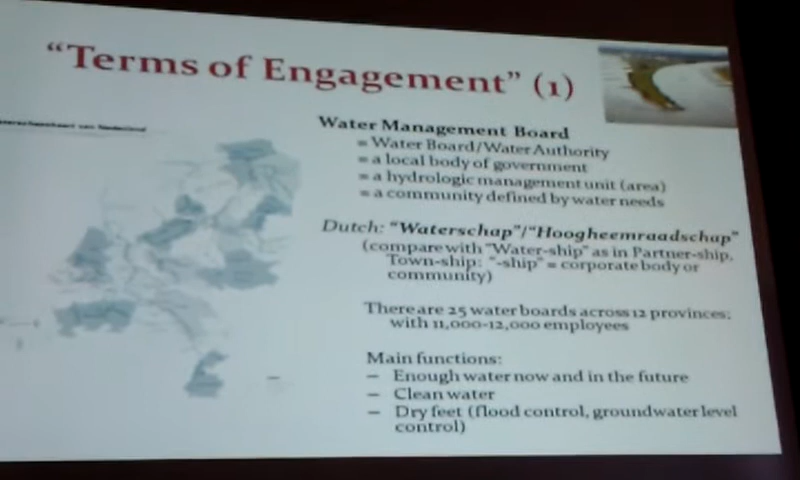 “Terms of Engagement” (1)
Water Management Board
= Water Board/Water Authority
= a local body of government
= a hydrologic management unit (area)
= a community defined by water needs
Dutch: “Waterschap”/“Hoogheemraadschap”
(compare with “Water-ship” as in Partner-ship,
Town-ship; “-ship” = corporate body or
community)
There are 25 water boards across 12 provinces;
with 11,000-12,000 employees
Main functions:
– Enough water now and in the future
– Clean water
– Dry feet (flood control, groundwater level
control)
van Nederland